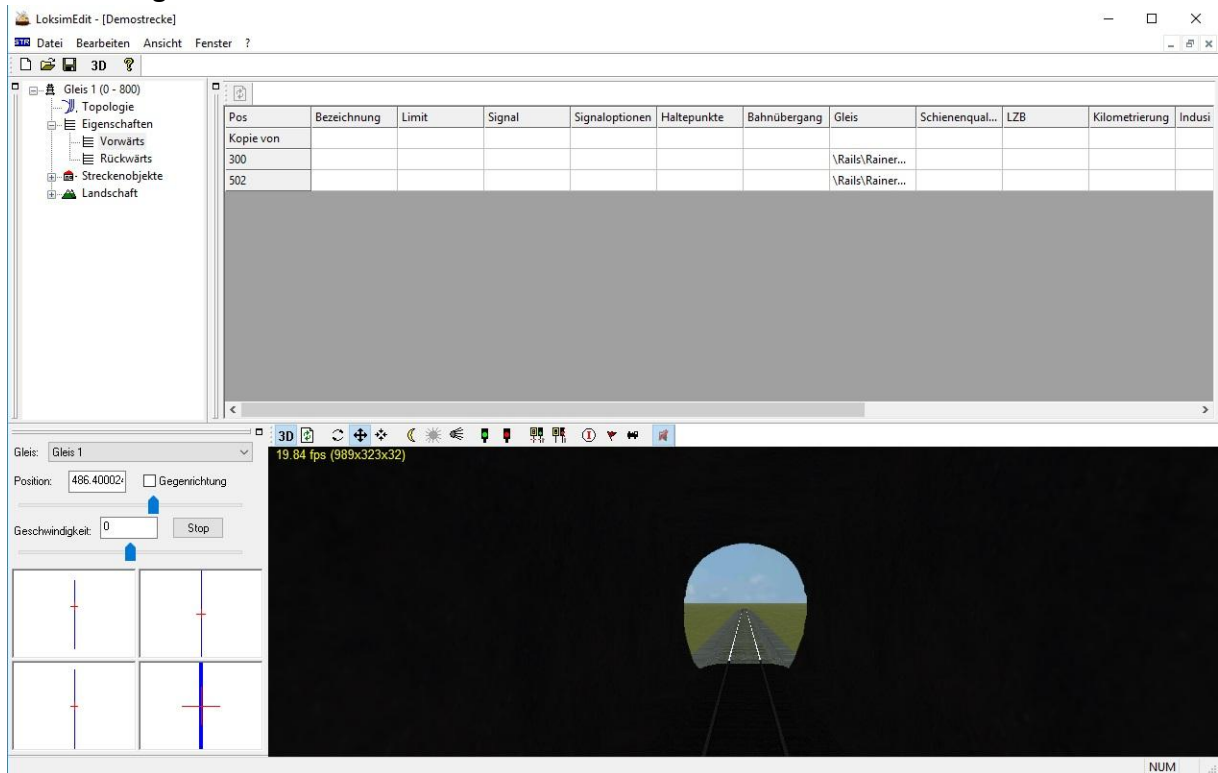 LoksimEdit - [Demostrecke]
STR Datei Bearbeiten Ansicht Fenster ?
3D
Gleis 1 (0 - 800)
Topologie
Eigenschaften
Vorwärts
Rückwärts
Streckenobjekte
Landschaft
Pos Bezeichnung Limit Signal Signaloptionen Haltepunkte Bahnübergang Gleis Schienenqual... LZB Kilometrierung Indusi
Kopie von
300 \Rails\Rainer...
502 \Rails\Rainer...
3D
Gleis: Gleis 1
19.84 fps (989x323x32)
Position: 486.40002 Gegenrichtung
Geschwindigkeit: 0 Stop
NUM